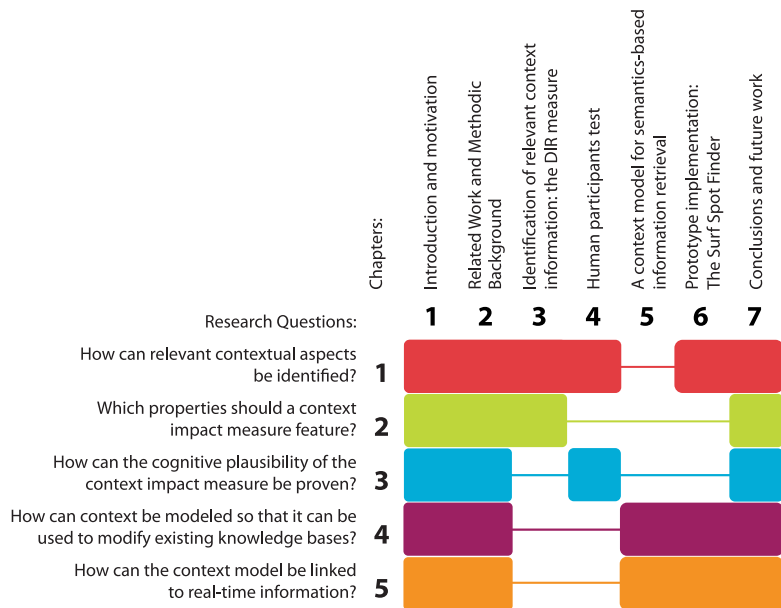 Chapters:
Introduction and motivation
Related Work and Methodic
Background
Identification of relevant context
information: the DIR measure
Human participants test
A context model for semantics-based
information retrieval
Prototype implementation:
The Surf Spot Finder
Conclusions and future work
Research Questions:
1 2 3 4 5 6 7
How can relevant contextual aspects
be identified?
1
Which properties should a context
impact measure feature?
2
How can the cognitive plausibility of the
context impact measure be proven?
3
How can context be modeled so that it can be
used to modify existing knowledge bases?
4
How can the context model be linked
to real-time information?
5